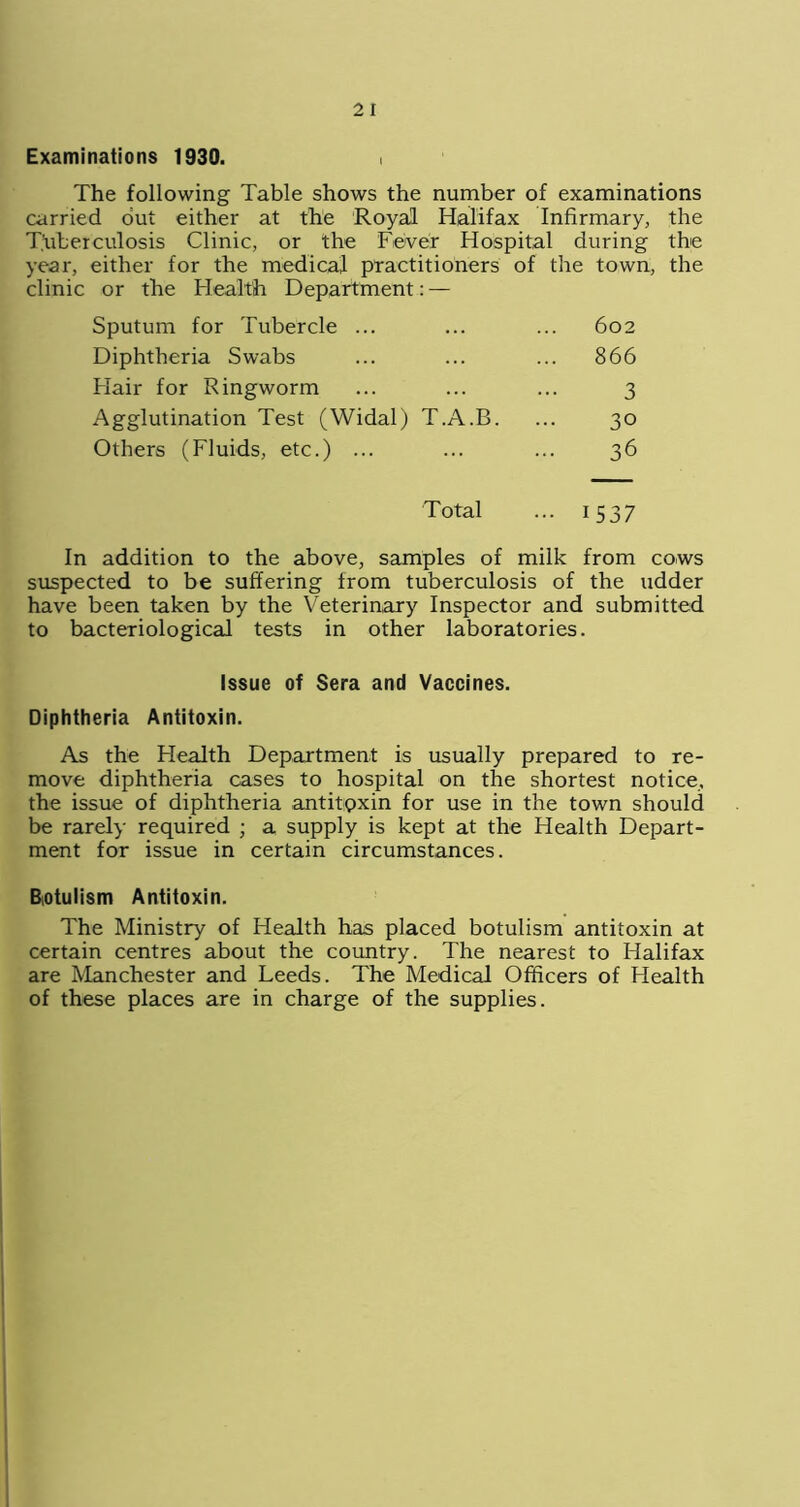 21
Examinations 1930.
The following Table shows the number of examinations
carried out either at the Royal Halifax Infirmary, the
Tuberculosis Clinic, or the Fever Hospital during the
year, either for the medical practitioners of the town, the
clinic or the Health Department: —
Sputum for Tubercle ... ... ... 602
Diphtheria Swabs ... ... ... 866
Hair for Ringworm ... ... ... 3
Agglutination Test (Widal) T.A.B. ... 30
Others (Fluids, etc.) ... ... ... 36
Total ... 1537
In addition to the above, samples of milk from cows
suspected to be suffering from tuberculosis of the udder
have been taken by the Veterinary Inspector and submitted
to bacteriological tests in other laboratories.
Issue of Sera and Vaccines.
Diphtheria Antitoxin.
As the Health Department is usually prepared to re-
move diphtheria cases to hospital on the shortest notice,
the issue of diphtheria antitoxin for use in the town should
be rarely required ; a supply is kept at the Health Depart-
ment for issue in certain circumstances.
Botulism Antitoxin.
The Ministry of Health has placed botulism antitoxin at
certain centres about the country. The nearest to Halifax
are Manchester and Leeds. The Medical Officers of Health
of these places are in charge of the supplies.